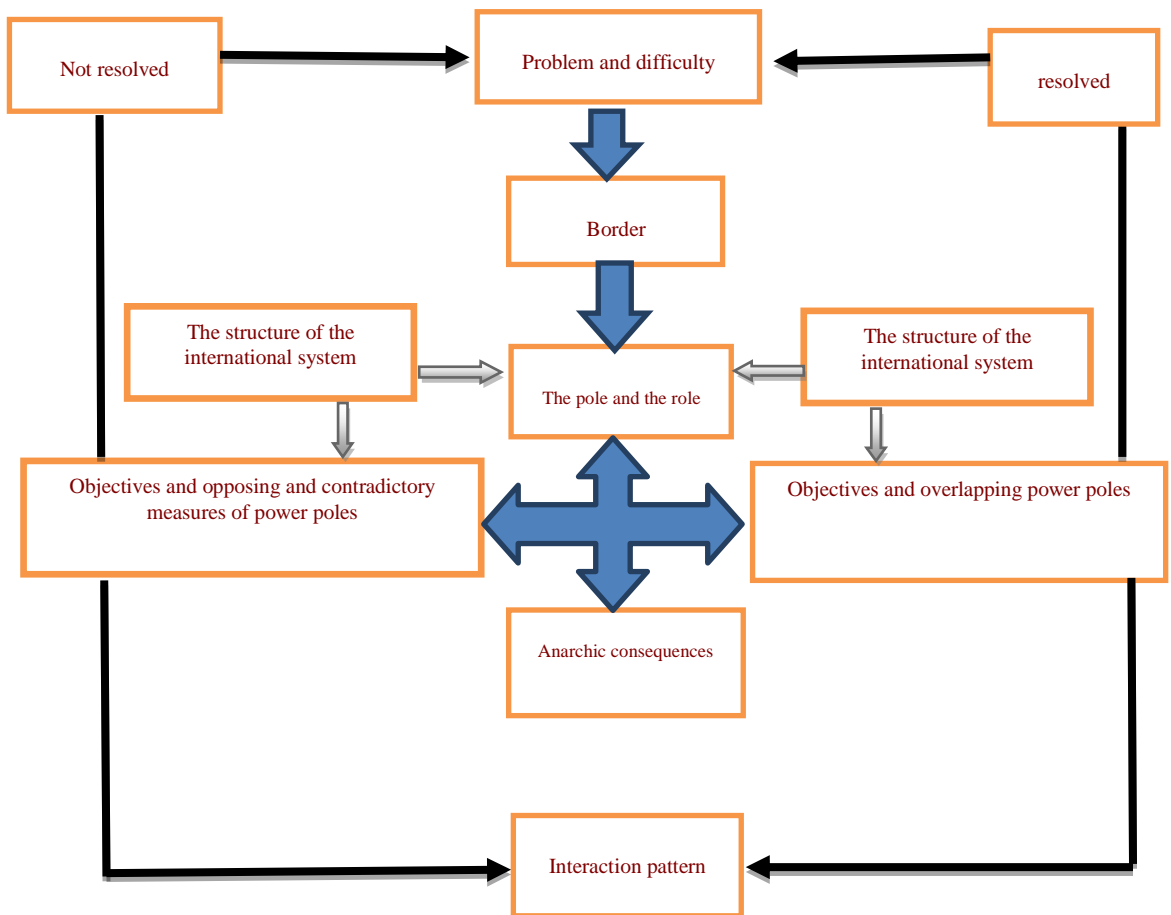 Not resolved
Problem and difficulty
resolved
Border
The structure of the
international system
The structure of the
international system
The pole and the role
Objectives and opposing and contradictory
measures of power poles
Objectives and overlapping power poles
Anarchic consequences
Interaction pattern